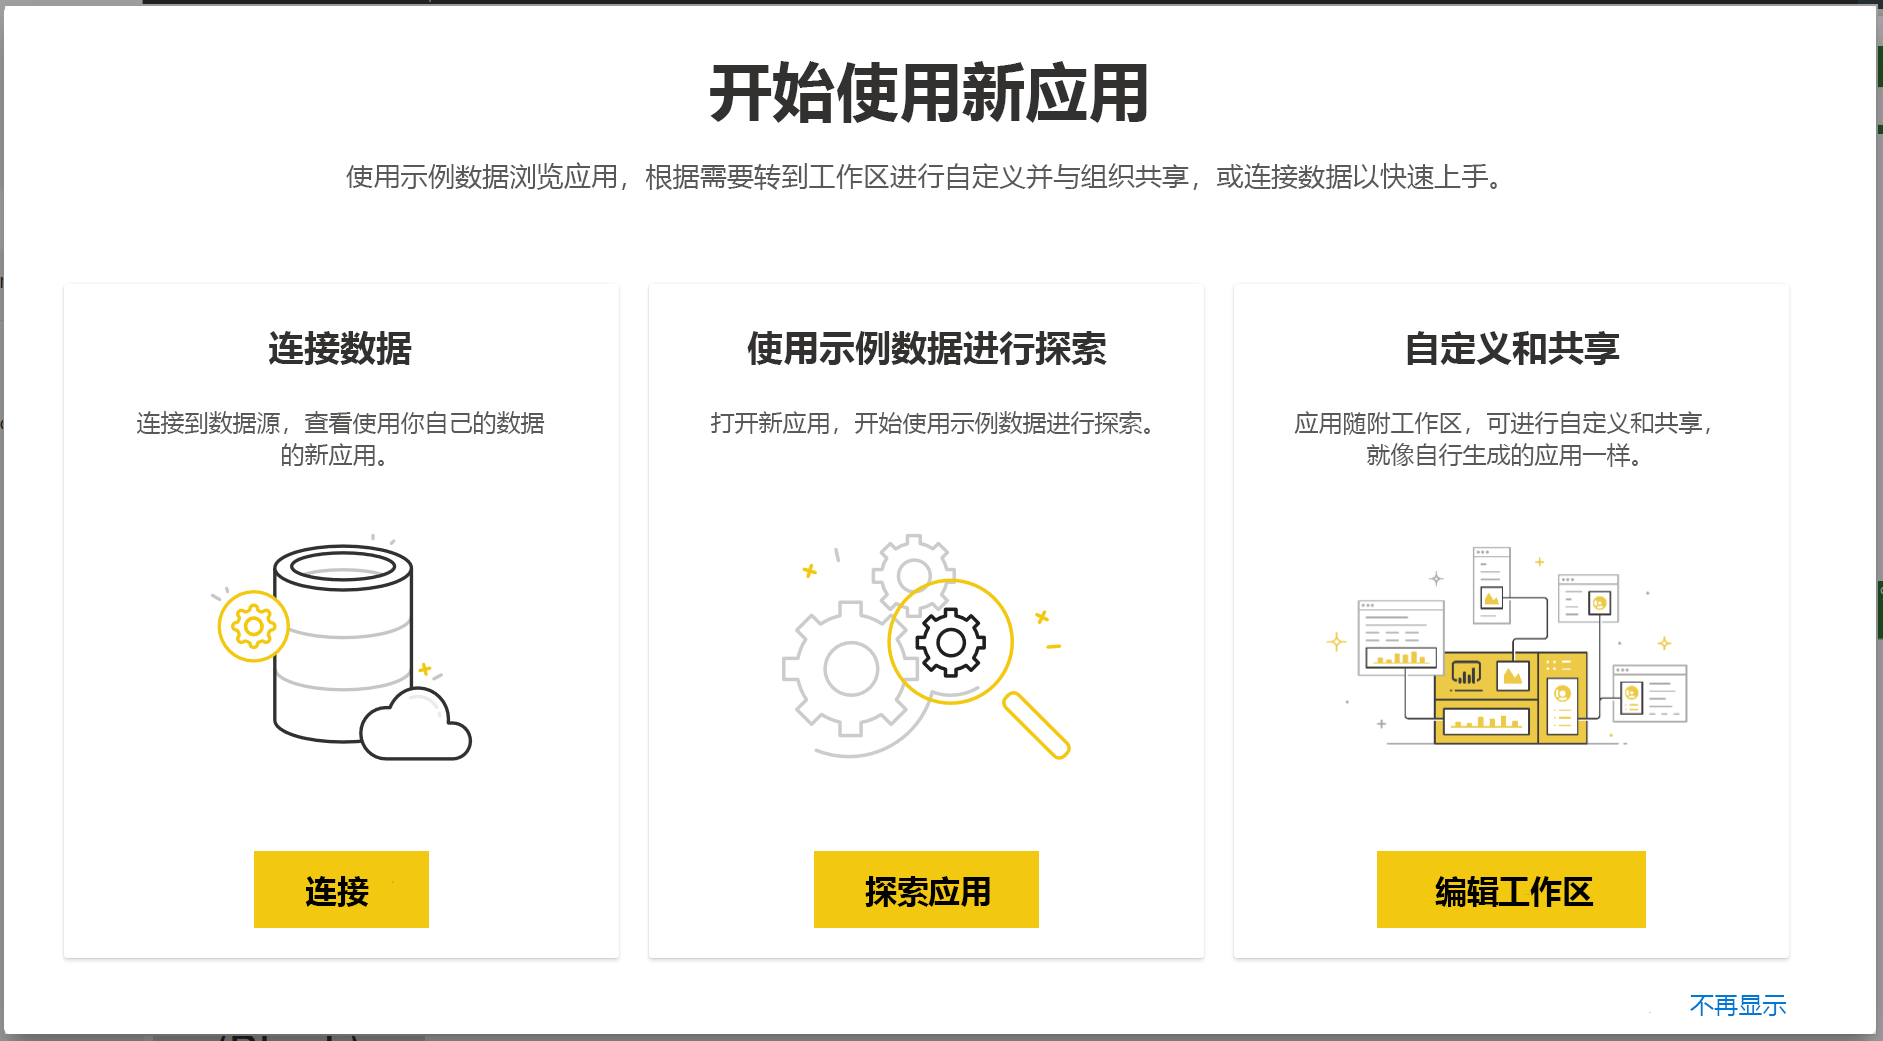 开始使用新应用
使用示例数据浏览应用，根据需要转到工作区进行自定义并与组织共享，或连接数据以快速上手。
连接数据
连接到数据源，查看使用你自己的数据
的新应用。
连接
使用示例数据进行探索
打开新应用，开始使用示例数据进行探索。
探索应用
自定义和共享
应用随附工作区，可进行自定义和共享，
就像自行生成的应用一样。
编辑工作区
不再显示